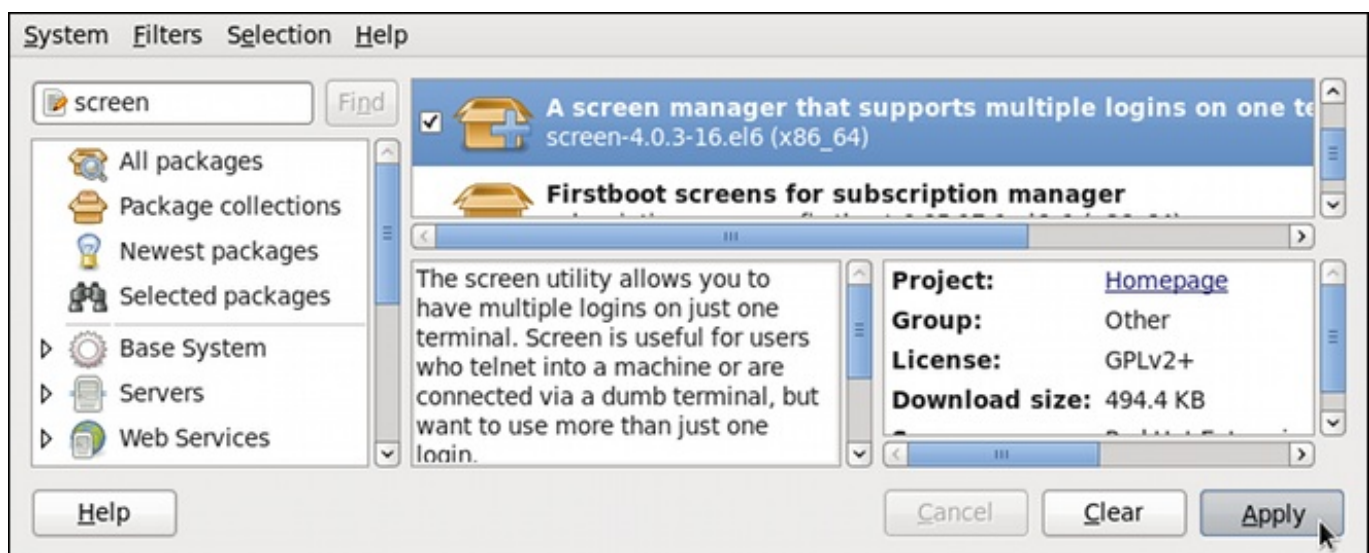 System Filters Selection Help
screen
Find
All packages
Package collections
Newest packages
Selected packages
Base System
Servers
Web Services
A screen manager that supports multiple logins on one
screen-4.0.3-16.el6 (x86_64)
Firstboot screens for subscription manager
The screen utility allows you to
have multiple logins on just one
terminal. Screen is useful for users
who telnet into a machine or are
connected via a dumb terminal, but
want to use more than just one
login.
Project: Homepage
Group: Other
License: GPLv2+
Download size: 494.4 KB
Help
Cancel
Clear
Apply